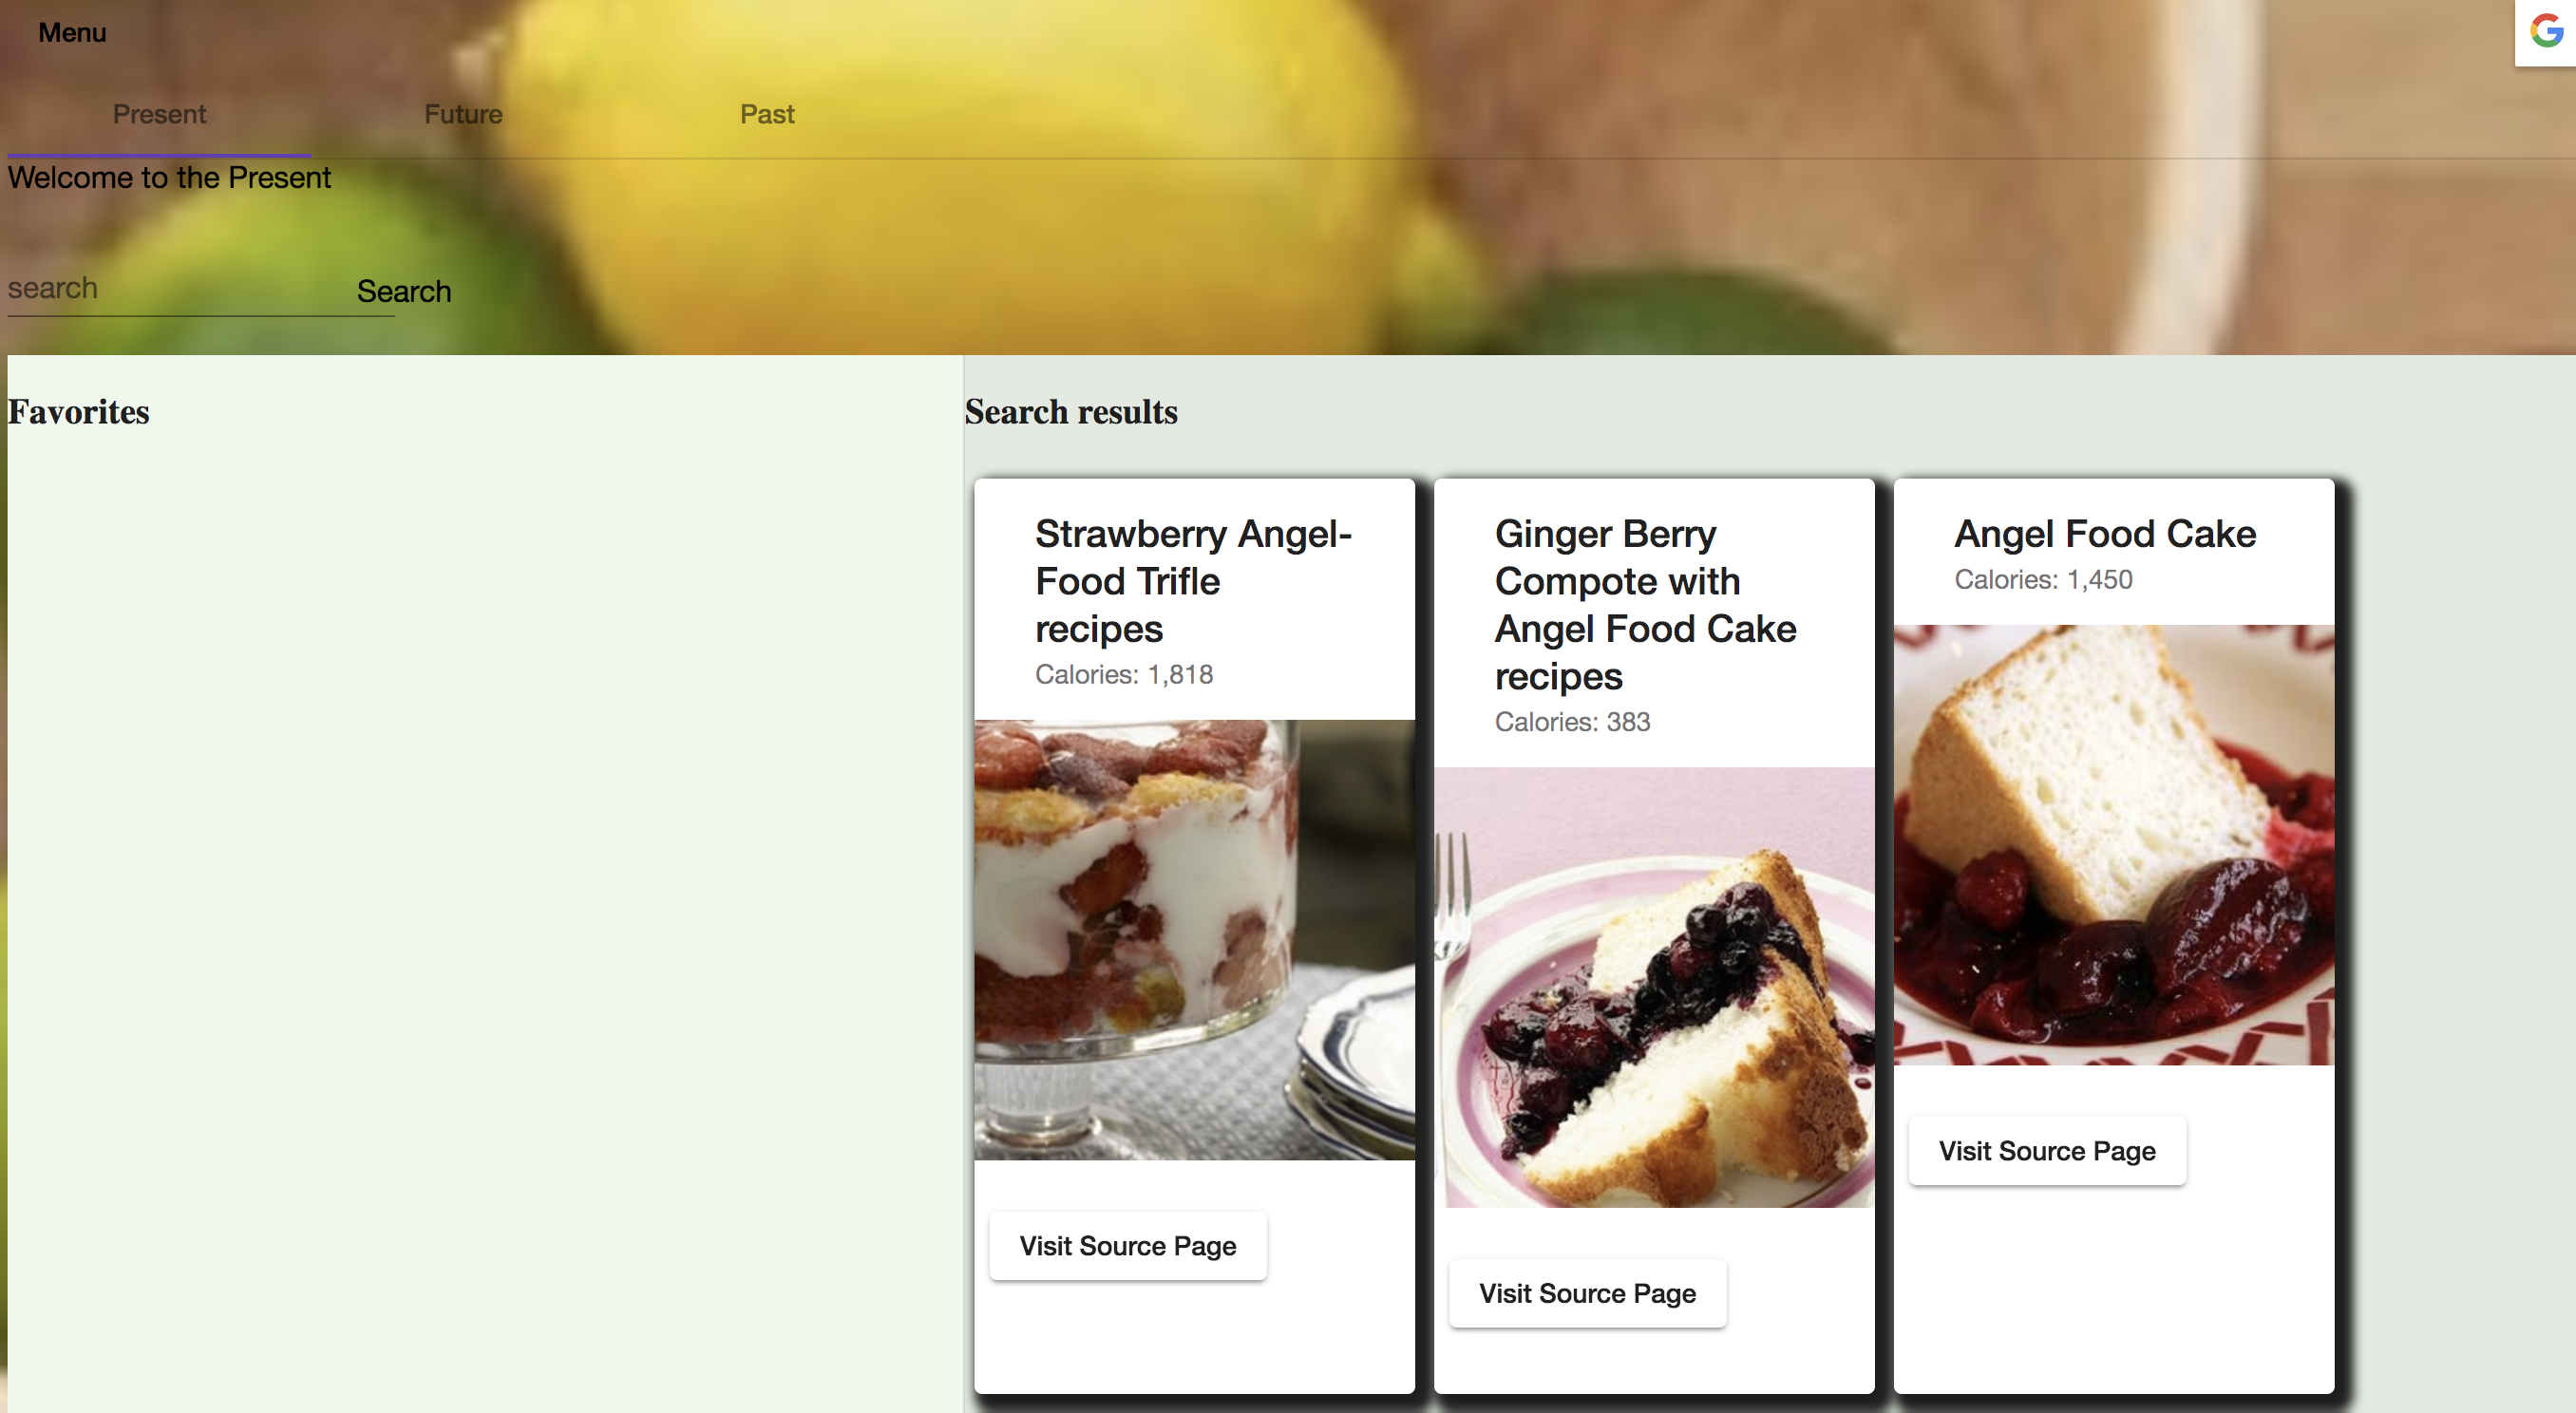 Menu
Present
Future
Past
Welcome to the Present
search
Search
Favorites
Search results
Strawberry Angel-
Food Trifle
recipes
Calories: 1,818
Visit Source Page
Ginger Berry
Compote with
Angel Food Cake
recipes
Calories: 383
Visit Source Page
Angel Food Cake
Calories: 1,450
Visit Source Page